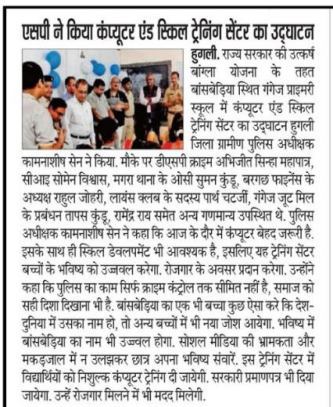 एसपी ने किया कंप्यूटर एंड स्किल ट्रेनिंग सेंटर का उद्घाटन
हुगली. राज्य सरकार की उत्कर्ष
बांग्ला योजना के तहत
बांसबेड़िया स्थित गंगेज प्राइमरी
स्कूल में कंप्यूटर एंड स्किल
ट्रेनिंग सेंटर का उद्घाटन हुगली
जिला ग्रामीण पुलिस अधीक्षक
कामनाशीष सेन ने किया. मौके पर डीएसपी क्राइम अभिजीत सिन्हा महापात्र,
सीआइ सोमेन विश्वास, मगरा थाना के ओसी सुमन कुंडू, बरगछ फाइनेंस के
अध्यक्ष राहुल जोहरी, लायंस क्लब के सदस्य पार्थ चटर्जी, गंगेज जूट मिल
के प्रबंधन तापस कुंडू, रामेंद्र राय समेत अन्य गणमान्य उपस्थित थे. पुलिस
अधीक्षक कामनाशीष सेन ने कहा कि आज के दौर में कंप्यूटर बेहद जरूरी है.
इसके साथ ही स्किल डेवलपमेंट भी आवश्यक है, इसलिए यह ट्रेनिंग सेंटर
बच्चों के भविष्य को उज्जवल करेगा. रोजगार के अवसर प्रदान करेगा. उन्होंने
कहा कि पुलिस का काम सिर्फ क्राइम कंट्रोल तक सीमित नहीं है, समाज को
सही दिशा दिखाना भी है. बांसबेड़िया का एक भी बच्चा कुछ ऐसा करे कि देश-
दुनिया में उसका नाम हो, तो अन्य बच्चों में भी नया जोश आयेगा. भविष्य में
बांसबेड़िया का नाम भी उज्ज्वल होगा. सोशल मीडिया की भ्रामकता और
मकड़जाल में न उलझकर छात्र अपना भविष्य संवारें. इस ट्रेनिंग सेंटर में
विद्यार्थियों को निशुल्क कंप्यूटर ट्रेनिंग दी जायेगी. सरकारी प्रमाणपत्र भी दिया
जायेगा. उन्हें रोजगार मिलने में भी मदद मिलेगी.